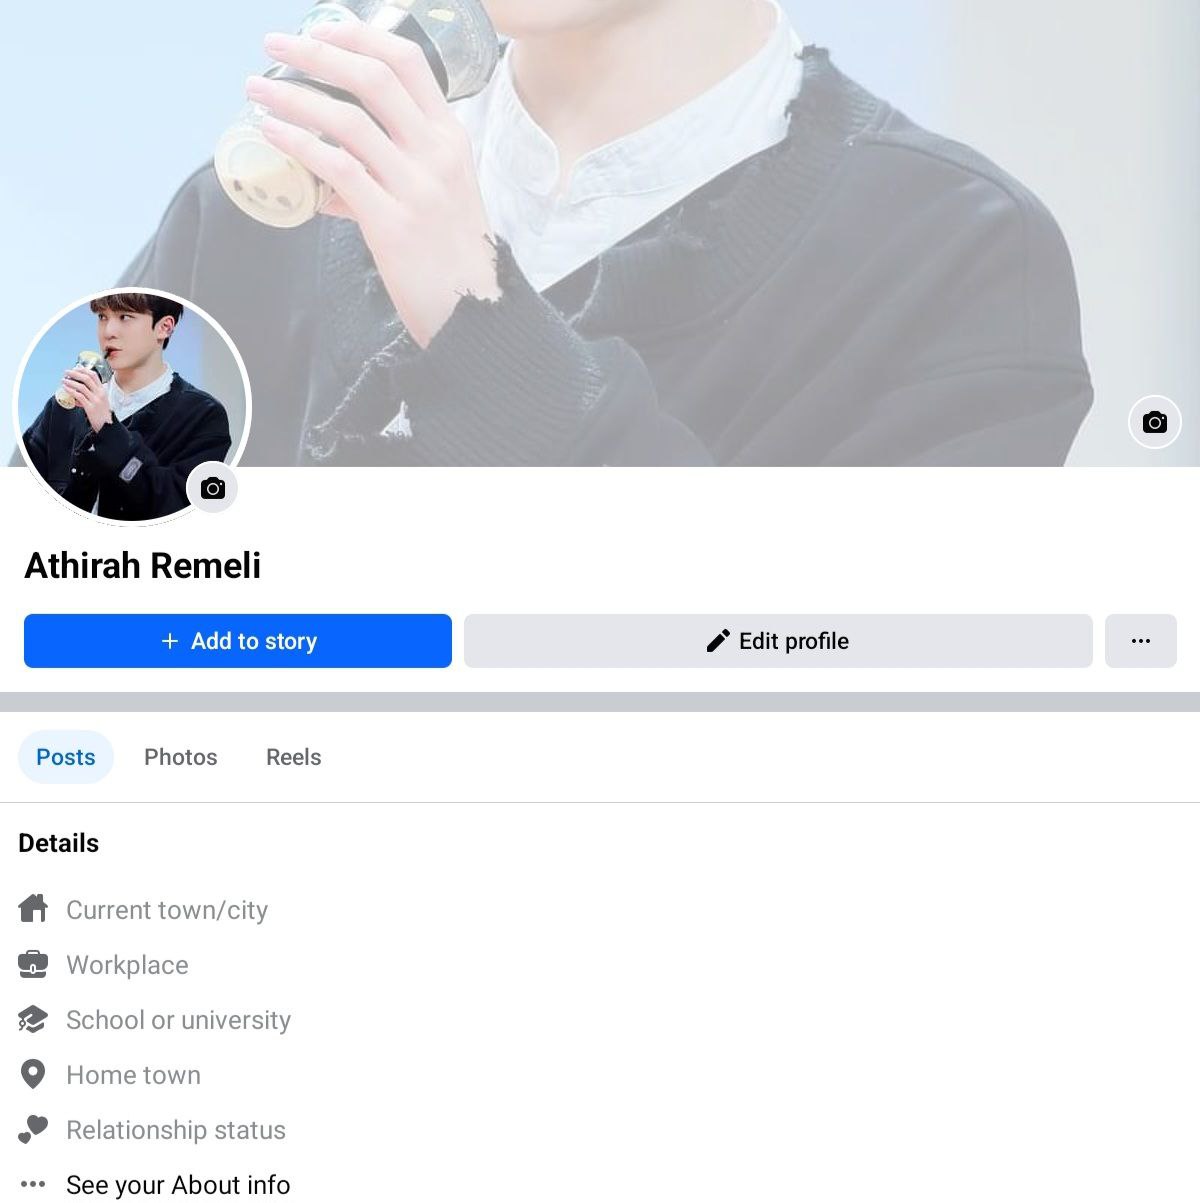 Athirah Remeli
+ Add to story
Edit profile
Posts
Photos
Reels
Details
Current town/city
Workplace
School or university
Home town
Relationship status
See your About info